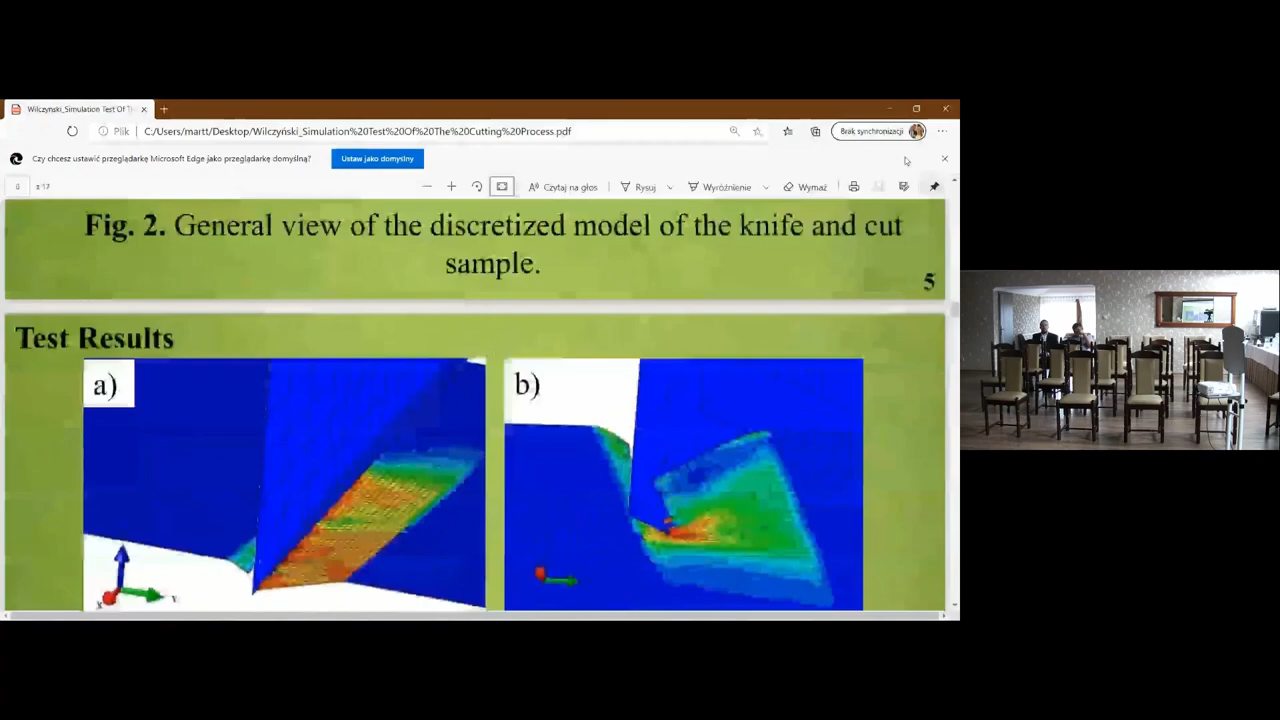 Wilczynski_Simulation Test Of T
Plik
C:/Users/martt/Desktop/Wilczyński_Simulation%20Test%20Of%20The%20Cutting%20Process.pdf
Brak synchronizacji
Czy chcesz ustawić przeglądarkę Microsoft Edge jako przeglądarkę domyślną?
Ustaw jako domyślny
z 17
Czytaj na głos
Rysuj
Wyróżnienie
Wymaż
Fig. 2. General view of the discretized model of the knife and cut
sample.
5
Test Results
a)
b)
X
Y